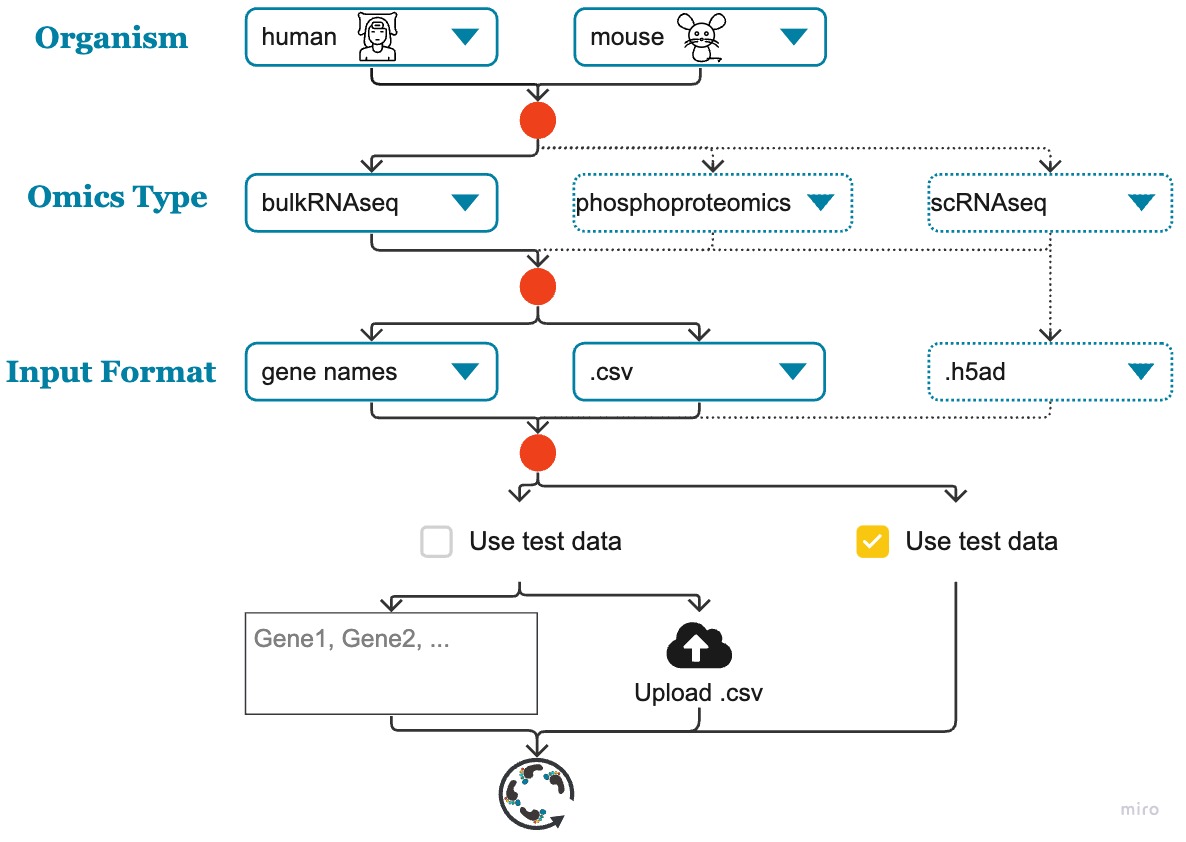 Organism
human
mouse
Omics Type
bulkRNAseq
phosphoproteomics
scRNAseq
Input Format
gene names
.csv
.h5ad
Use test data
Use test data
Gene1, Gene2, ...
Upload .csv
miro